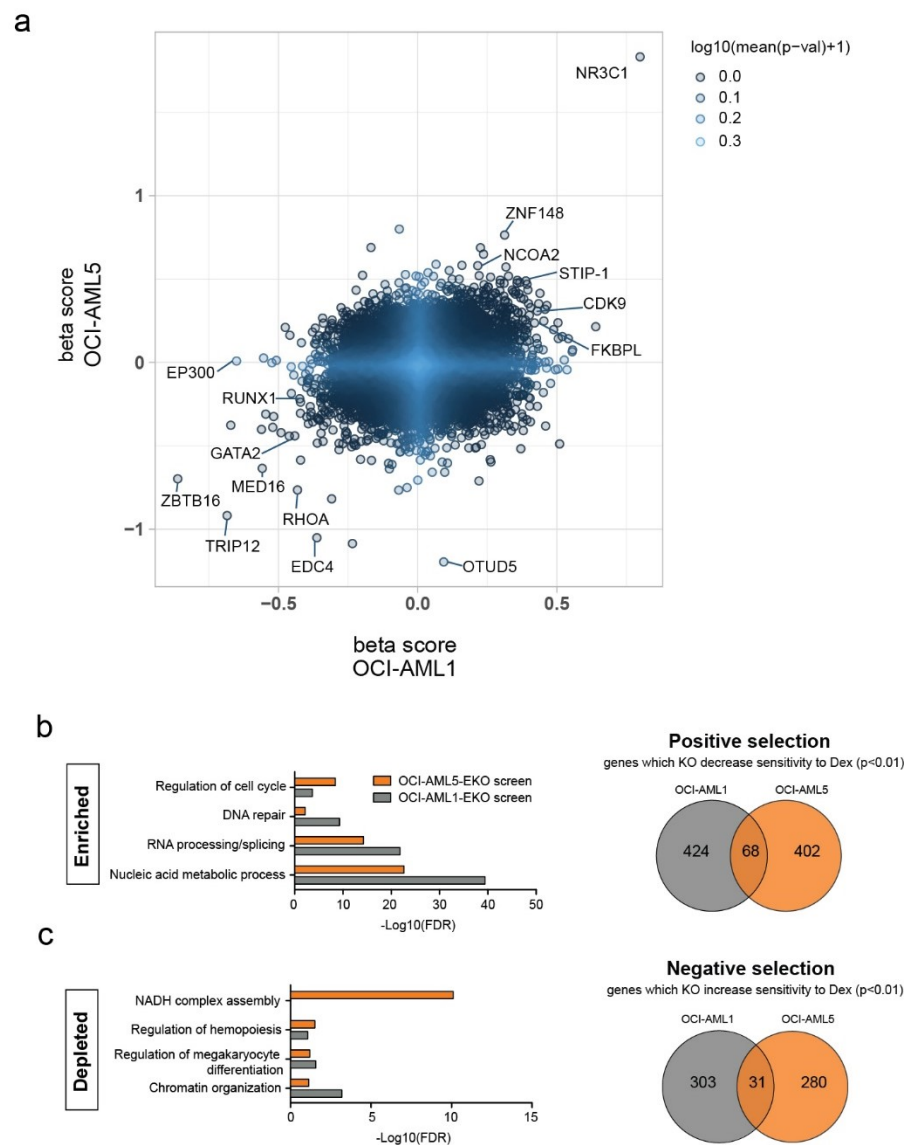 a
log10(mean(p−val)+1)
0.0
0.1
0.2
0.3
NR3C1
1
ZNF148
NCOA2
STIP-1
CDK9
FKBPL
beta score
OCI-AML5
0
EP300
RUNX1
GATA2
MED16
ZBTB16
RHOA
TRIP12
EDC4
OTUD5
−1
−0.5
0.0
0.5
beta score
OCI-AML1
b
Enriched
Regulation of cell cycle
DNA repair
RNA processing/splicing
Nucleic acid metabolic process
OCI-AML5-EKO screen
OCI-AML1-EKO screen
0 10 20 30 40 50
-Log10(FDR)
Positive selection
genes which KO decrease sensitivity to Dex (p<0.01)
OCI-AML1 OCI-AML5
424 68 402
c
Depleted
NADH complex assembly
Regulation of hemopoiesis
Regulation of megakaryocyte
differentiation
Chromatin organization
0 5 10 15
-Log10(FDR)
Negative selection
genes which KO increase sensitivity to Dex (p<0.01)
OCI-AML1 OCI-AML5
303 31 280